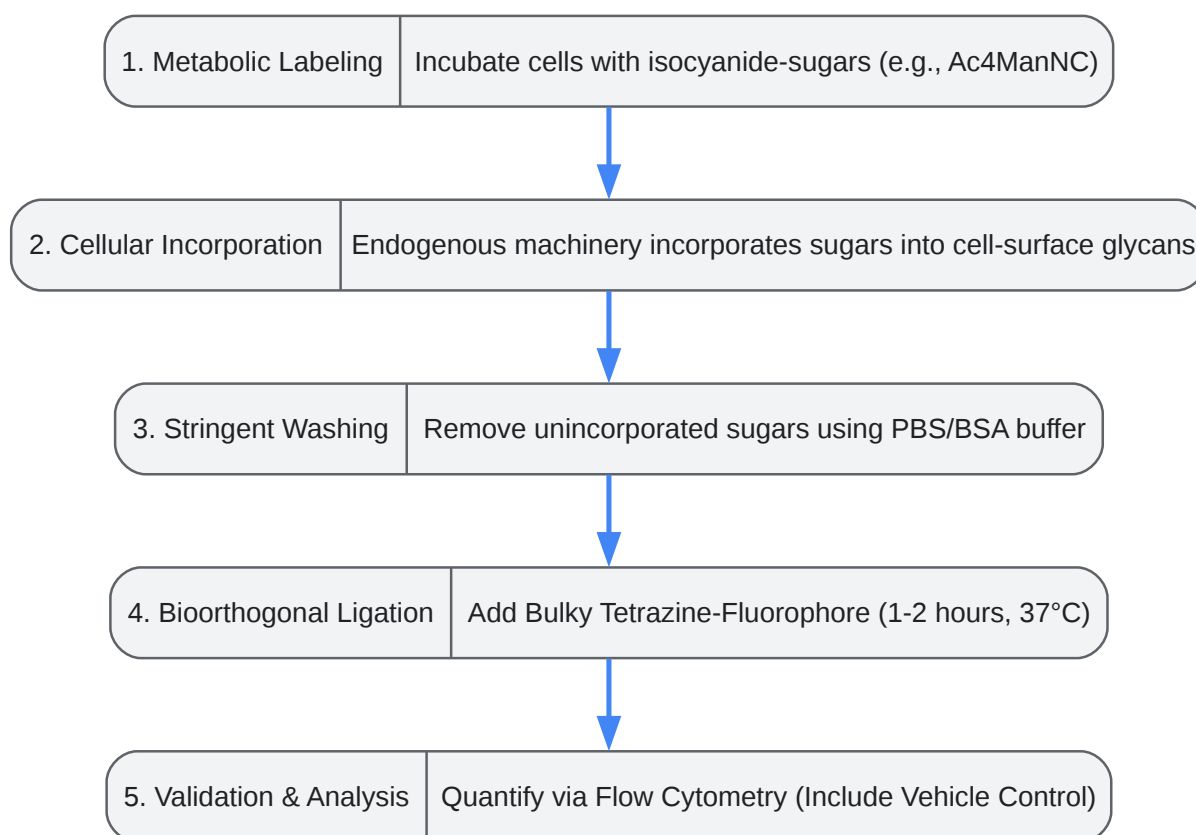 1. Metabolic Labeling Incubate cells with isocyanide-sugars (e.g., Ac4ManNC)
2. Cellular Incorporation Endogenous machinery incorporates sugars into cell-surface glycans
3. Stringent Washing Remove unincorporated sugars using PBS/BSA buffer
4. Bioorthogonal Ligation Add Bulky Tetrazine-Fluorophore (1-2 hours, 37°C)
5. Validation & Analysis Quantify via Flow Cytometry (Include Vehicle Control)